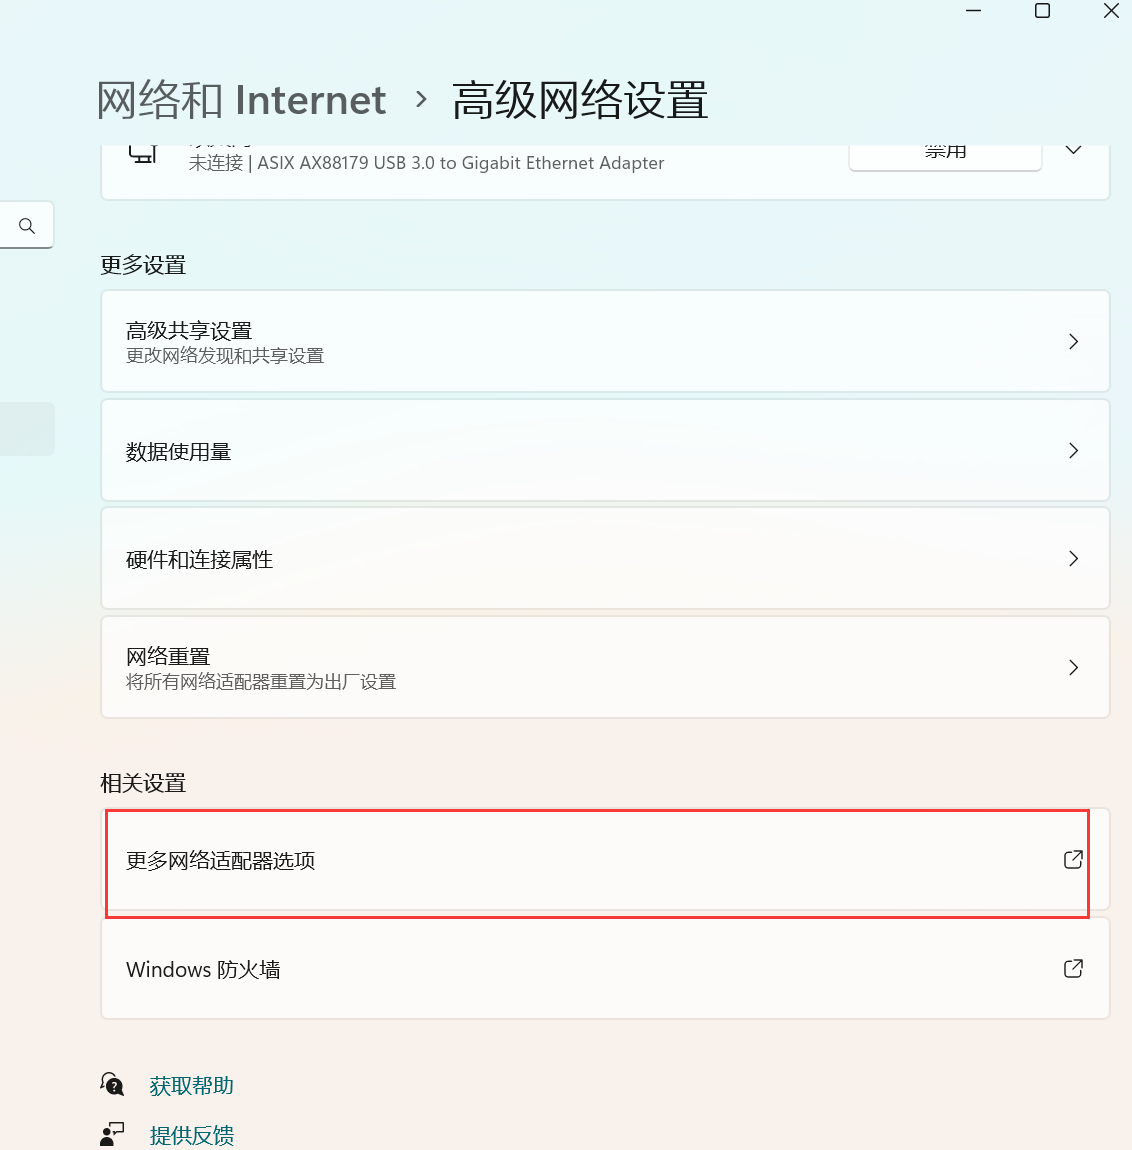 网络和 Internet › 高级网络设置
未连接 | ASIX AX88179 USB 3.0 to Gigabit Ethernet Adapter
禁用
更多设置
高级共享设置
更改网络发现和共享设置
数据使用量
硬件和连接属性
网络重置
将所有网络适配器重置为出厂设置
相关设置
更多网络适配器选项
Windows 防火墙
获取帮助
提供反馈